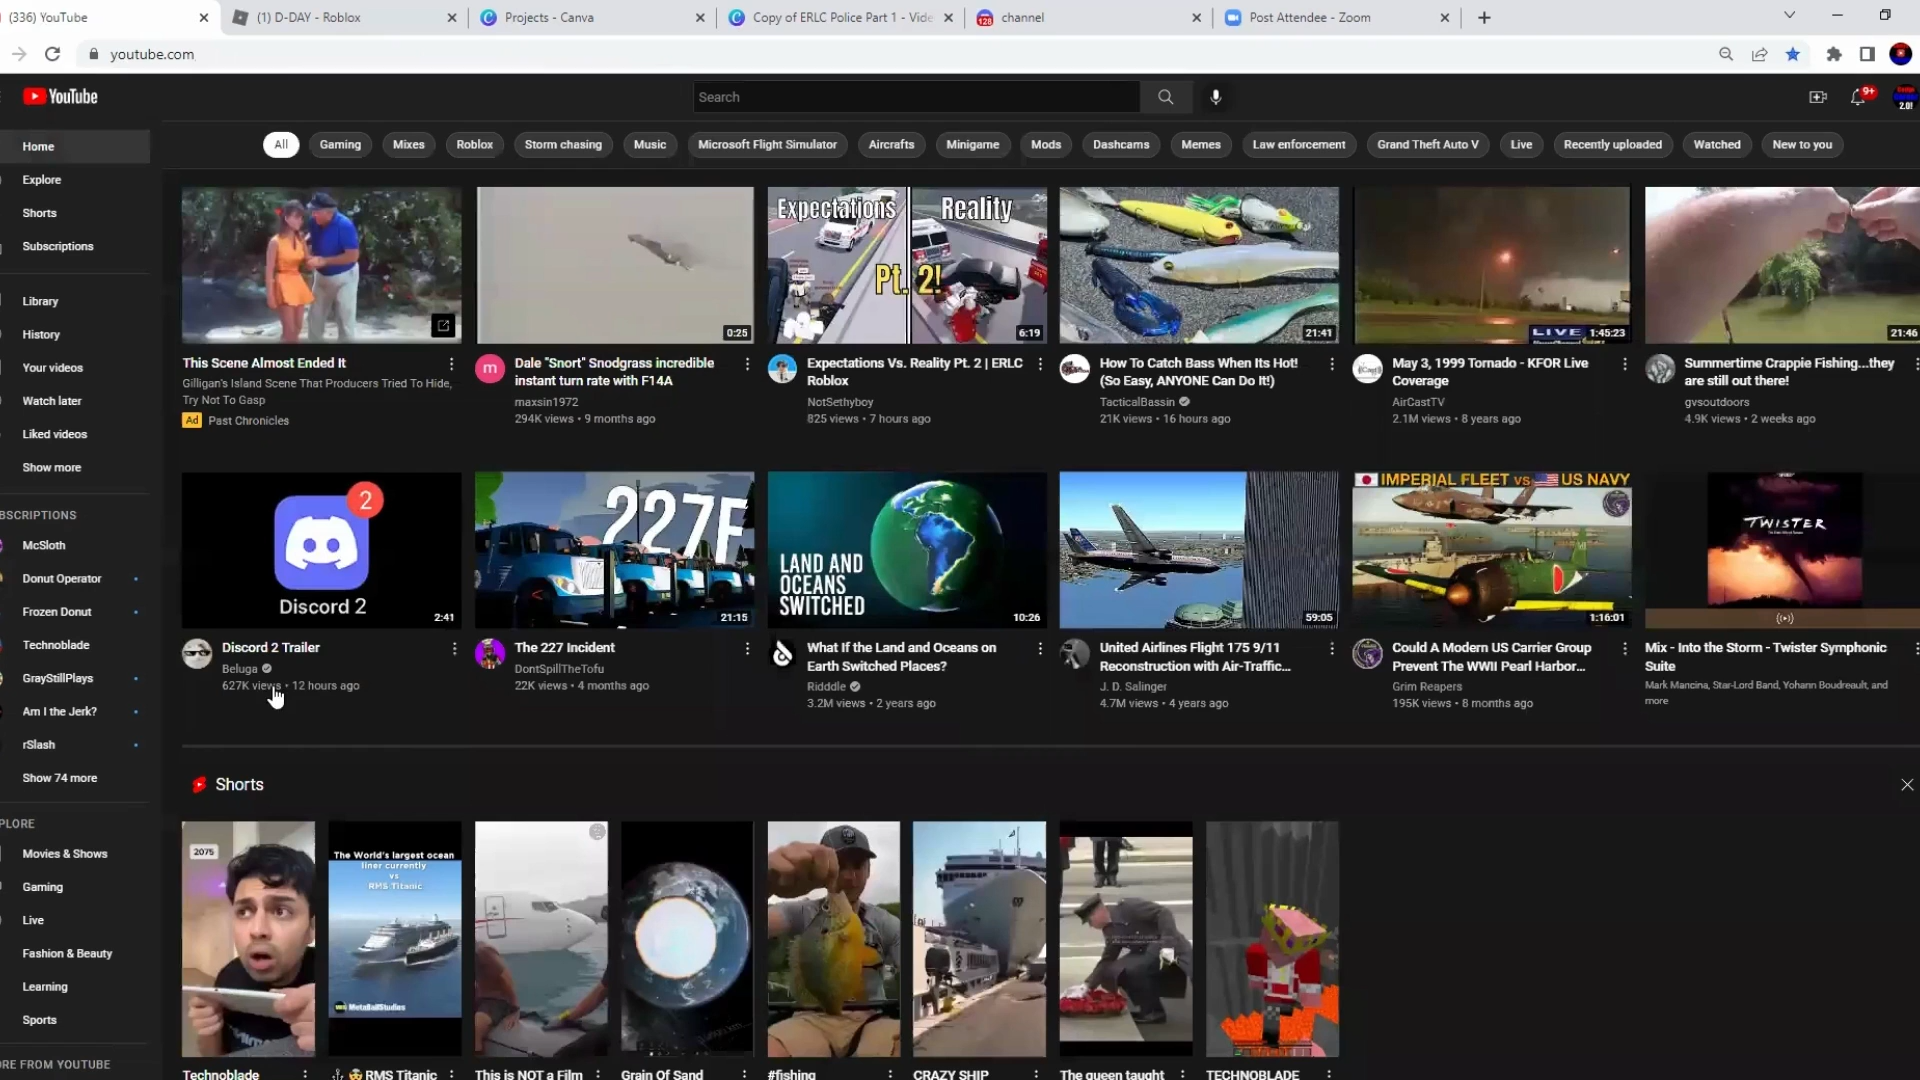 (336) YouTube
(1) D-DAY - Roblox
Projects - Canva
Copy of ERLC Police Part 1 - Vide
128
channel
Post Attendee - Zoom
youtube.com
YouTube
Search
9+
2.0!
Home
Explore
Shorts
Subscriptions
Library
History
Your videos
Watch later
Liked videos
Show more
BSCRIPTIONS
McSloth
Donut Operator
Frozen Donut
Technoblade
GrayStillPlays
Am I the Jerk?
rSlash
Show 74 more
PLORE
Movies & Shows
Gaming
Live
Fashion & Beauty
Learning
Sports
ORE FROM YOUTUBE
All
Gaming
Mixes
Roblox
Storm chasing
Music
Microsoft Flight Simulator
Aircrafts
Minigame
Mods
Dashcams
Memes
Law enforcement
Grand Theft Auto V
Live
Recently uploaded
Watched
New to you
This Scene Almost Ended It
Gilligan's Island Scene That Producers Tried To Hide,
Try Not To Gasp
Ad Past Chronicles
0:25
m
Dale "Snort" Snodgrass incredible
instant turn rate with F14A
maxsin1972
294K views • 9 months ago
Expectations
Reality
Pt. 2!
6:19
Expectations Vs. Reality Pt. 2 | ERLC
Roblox
NotSethyboy
825 views • 7 hours ago
21:41
How To Catch Bass When Its Hot!
(So Easy, ANYONE Can Do It!)
TacticalBassin
21K views • 16 hours ago
LIVE
1:45:23
May 3, 1999 Tornado - KFOR Live
Coverage
AirCastTV
2.1M views • 8 years ago
21:46
Summertime Crappie Fishing...they
are still out there!
gvsoutdoors
4.9K views • 2 weeks ago
2
Discord 2
2:41
Discord 2 Trailer
Beluga
627K views • 12 hours ago
227F
21:15
The 227 Incident
DontSpillTheTofu
22K views • 4 months ago
LAND AND
OCEANS
SWITCHED
10:26
What If the Land and Oceans on
Earth Switched Places?
Ridddle
3.2M views • 2 years ago
59:05
United Airlines Flight 175 9/11
Reconstruction with Air-Traffic...
J. D. Salinger
4.7M views • 4 years ago
IMPERIAL FLEET VS US NAVY
1:16:01
Could A Modern US Carrier Group
Prevent The WWII Pearl Harbor...
Grim Reapers
195K views • 8 months ago
TWISTER
Mix - Into the Storm - Twister Symphonic
Suite
Mark Mancina, Star-Lord Band, Yohann Boudreault, and
more
Shorts
2075
The World's largest ocean
liner currently
vs
RMS Titanic
MetaBallStudios
Technoblade
RMS Titanic
This is NOT a Film
Grain Of Sand
#fishing
CRAZY SHIP
The queen taught
TECHNOBLADE